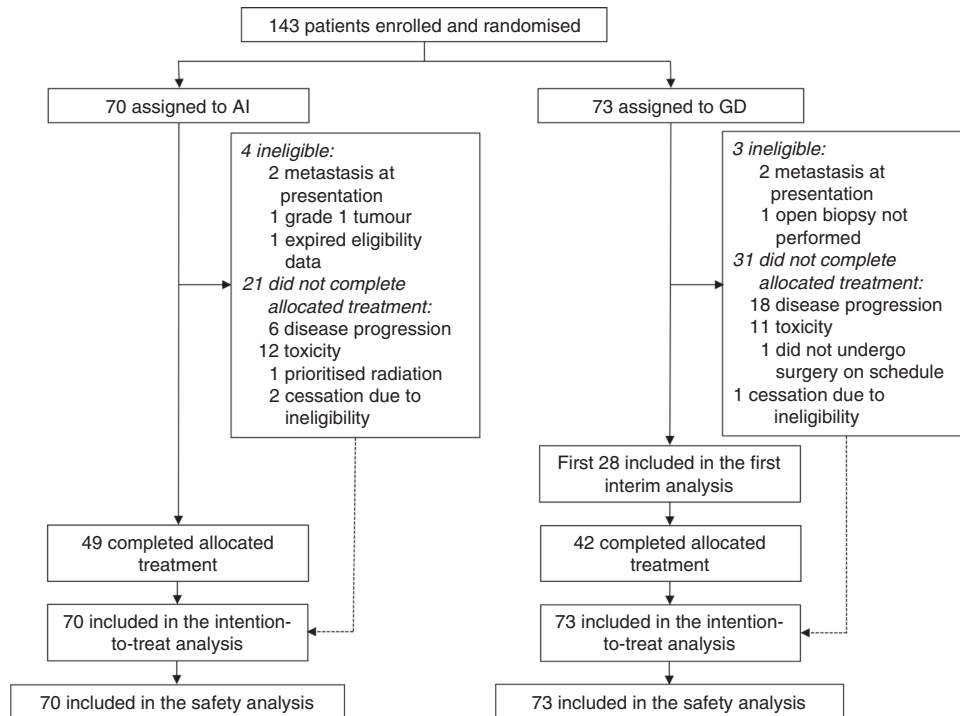 143 patients enrolled and randomised
70 assigned to AI
73 assigned to GD
4 ineligible:
2 metastasis at
presentation
1 grade 1 tumour
1 expired eligibility
data
21 did not complete
allocated treatment:
6 disease progression
12 toxicity
1 prioritised radiation
2 cessation due to
ineligibility
3 ineligible:
2 metastasis at
presentation
1 open biopsy not
performed
31 did not complete
allocated treatment:
18 disease progression
11 toxicity
1 did not undergo
surgery on schedule
1 cessation due to
ineligibility
First 28 included in the first
interim analysis
49 completed allocated
treatment
42 completed allocated
treatment
70 included in the intention-
to-treat analysis
73 included in the intention-
to-treat analysis
70 included in the safety analysis
73 included in the safety analysis